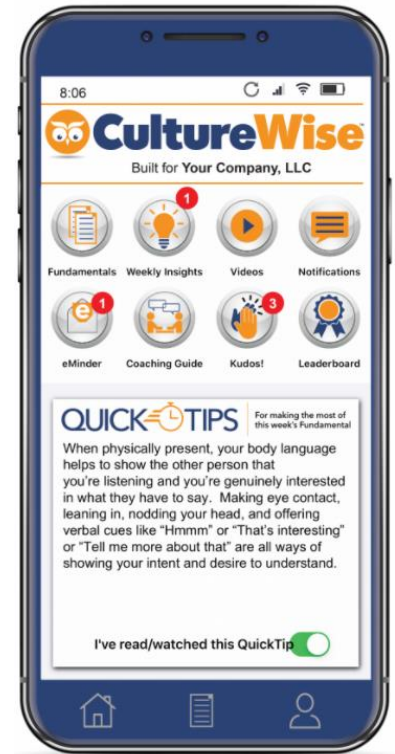 8:06
CultureWise
Built for Your Company, LLC
1
Fundamentals Weekly Insights Videos Notifications
1 3
eMinder Coaching Guide Kudos! Leaderboard
QUICK TIPS For making the most of
this week's Fundamental
When physically present, your body language
helps to show the other person that
you're listening and you're genuinely interested
in what they have to say. Making eye contact,
leaning in, nodding your head, and offering
verbal cues like “Hmmm” or “That's interesting”
or “Tell me more about that” are all ways of
showing your intent and desire to understand.
I've read/watched this QuickTip